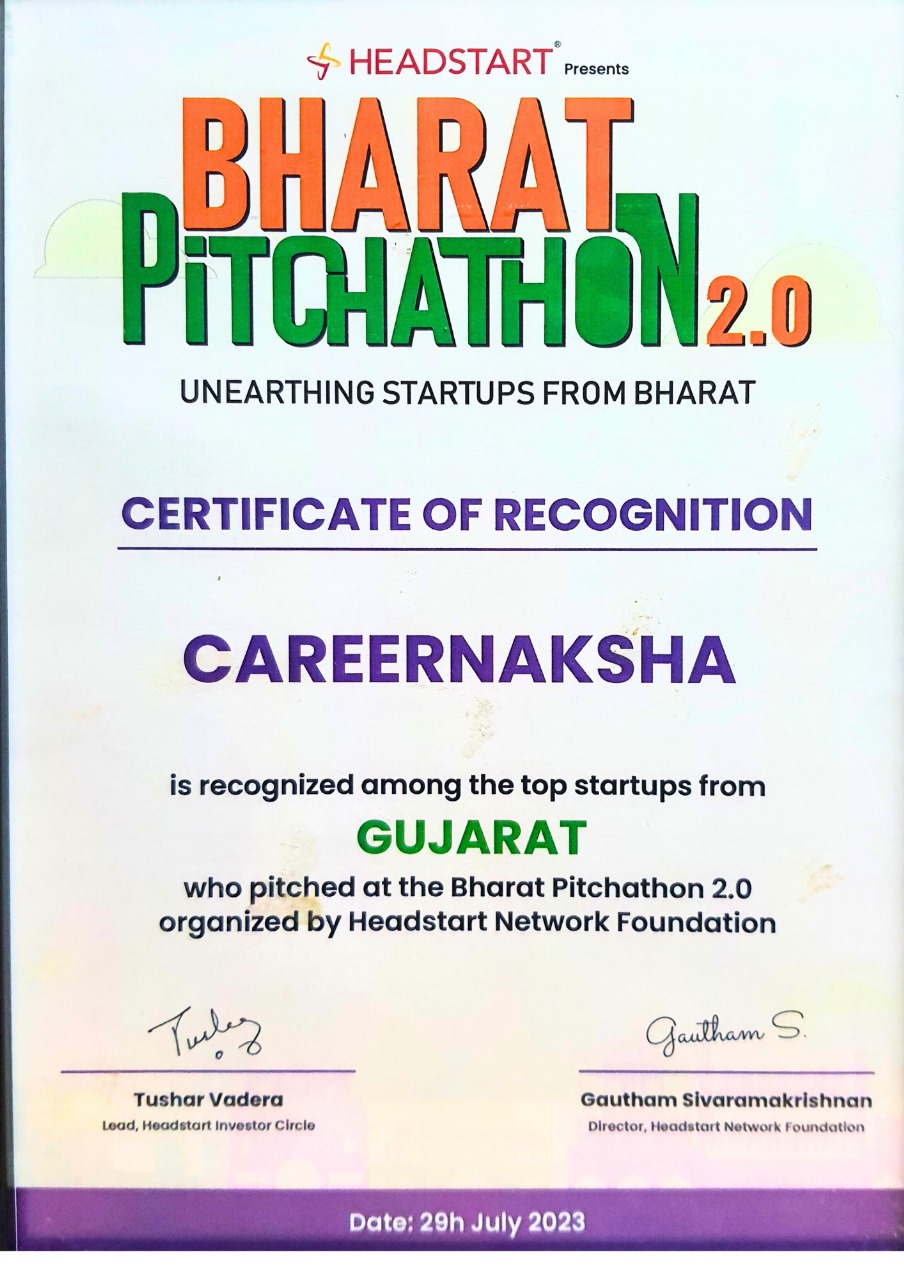 HEADSTART® Presents
BHARAT
PiTCHATHON 2.0
UNEARTHING STARTUPS FROM BHARAT
CERTIFICATE OF RECOGNITION
CAREERNAKSHA
is recognized among the top startups from
GUJARAT
who pitched at the Bharat Pitchathon 2.0
organized by Headstart Network Foundation
Gautham S.
Tushar Vadera
Lead, Headstart Investor Circle
Gautham Sivaramakrishnan
Director, Headstart Network Foundation
Date: 29h July 2023